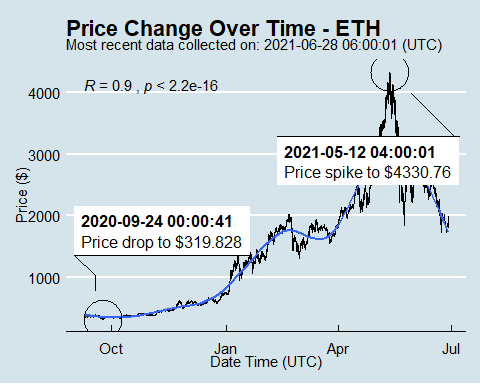 Price Change Over Time - ETH
Most recent data collected on: 2021-06-28 06:00:01 (UTC)
R = 0.9 , p < 2.2e-16
4000
3000
2000
1000
Price ($)
2021-05-12 04:00:01
Price spike to $4330.76
2020-09-24 00:00:41
Price drop to $319.828
Oct
Jan
Apr
Jul
Date Time (UTC)